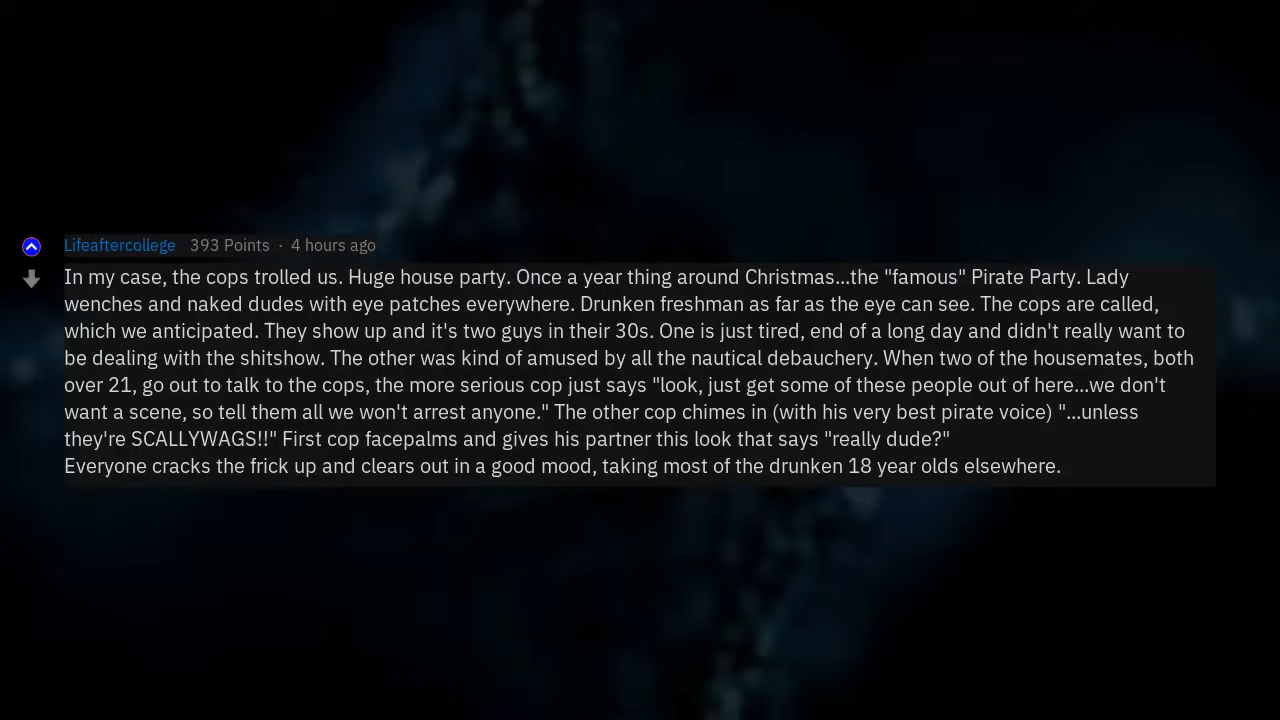 Lifeaftercollege 393 Points · 4 hours ago
In my case, the cops trolled us. Huge house party. Once a year thing around Christmas...the "famous" Pirate Party. Lady
wenches and naked dudes with eye patches everywhere. Drunken freshman as far as the eye can see. The cops are called,
which we anticipated. They show up and it's two guys in their 30s. One is just tired, end of a long day and didn't really want to
be dealing with the shitshow. The other was kind of amused by all the nautical debauchery. When two of the housemates, both
over 21, go out to talk to the cops, the more serious cop just says "look, just get some of these people out of here...we don't
want a scene, so tell them all we won't arrest anyone." The other cop chimes in (with his very best pirate voice) "...unless
they're SCALLYWAGS!!" First cop facepalms and gives his partner this look that says "really dude?"
Everyone cracks the frick up and clears out in a good mood, taking most of the drunken 18 year olds elsewhere.